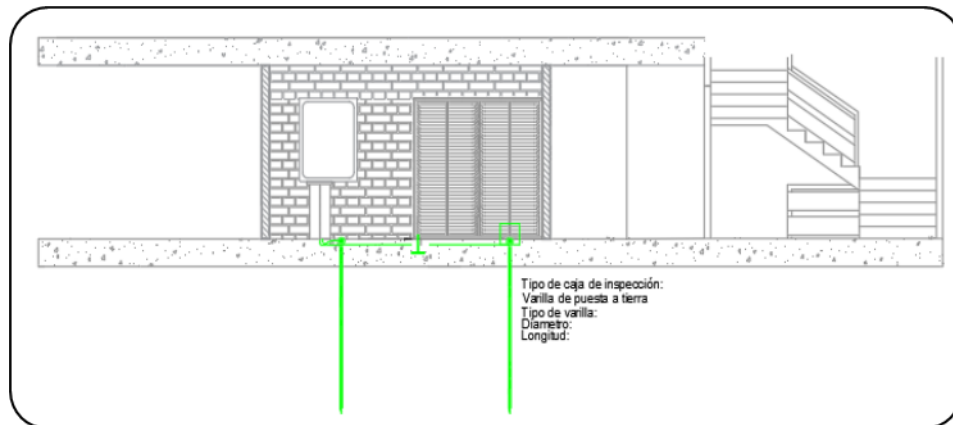 Tipo de caja de inspección:
Varilla de puesta a tierra
Tipo de varilla:
Diametro:
Longitud: